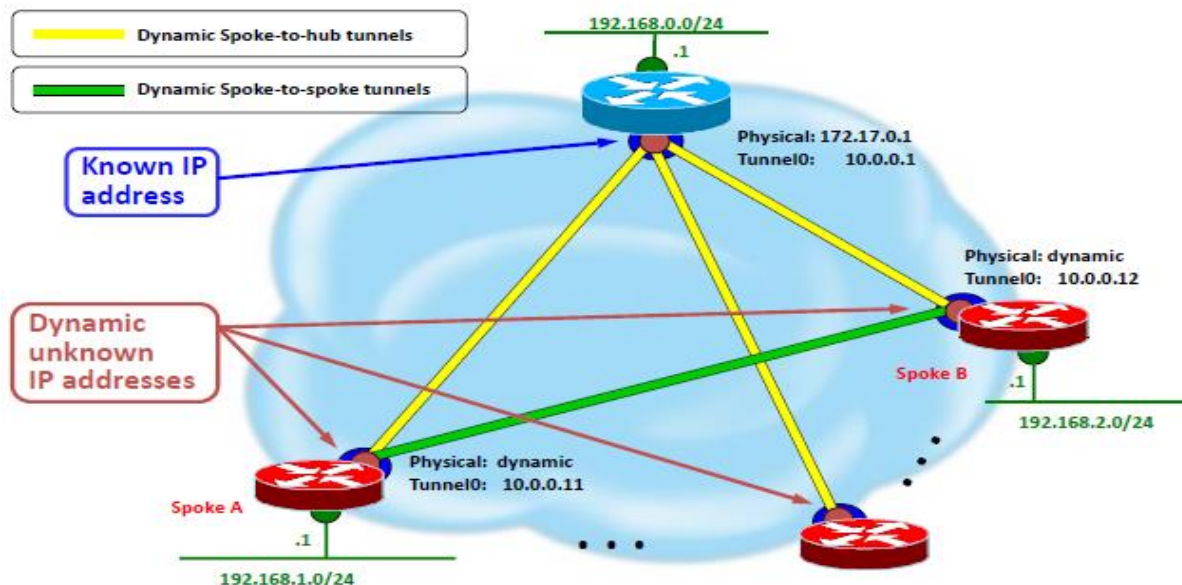 192.168.0.0/24
.1
Dynamic Spoke-to-hub tunnels
Dynamic Spoke-to-spoke tunnels
Known IP
address
Physical: 172.17.0.1
Tunnel0: 10.0.0.1
Physical: dynamic
Tunnel0: 10.0.0.12
Dynamic
unknown
IP addresses
Spoke B
.1
192.168.2.0/24
Physical: dynamic
Tunnel0: 10.0.0.11
Spoke A
.1
192.168.1.0/24